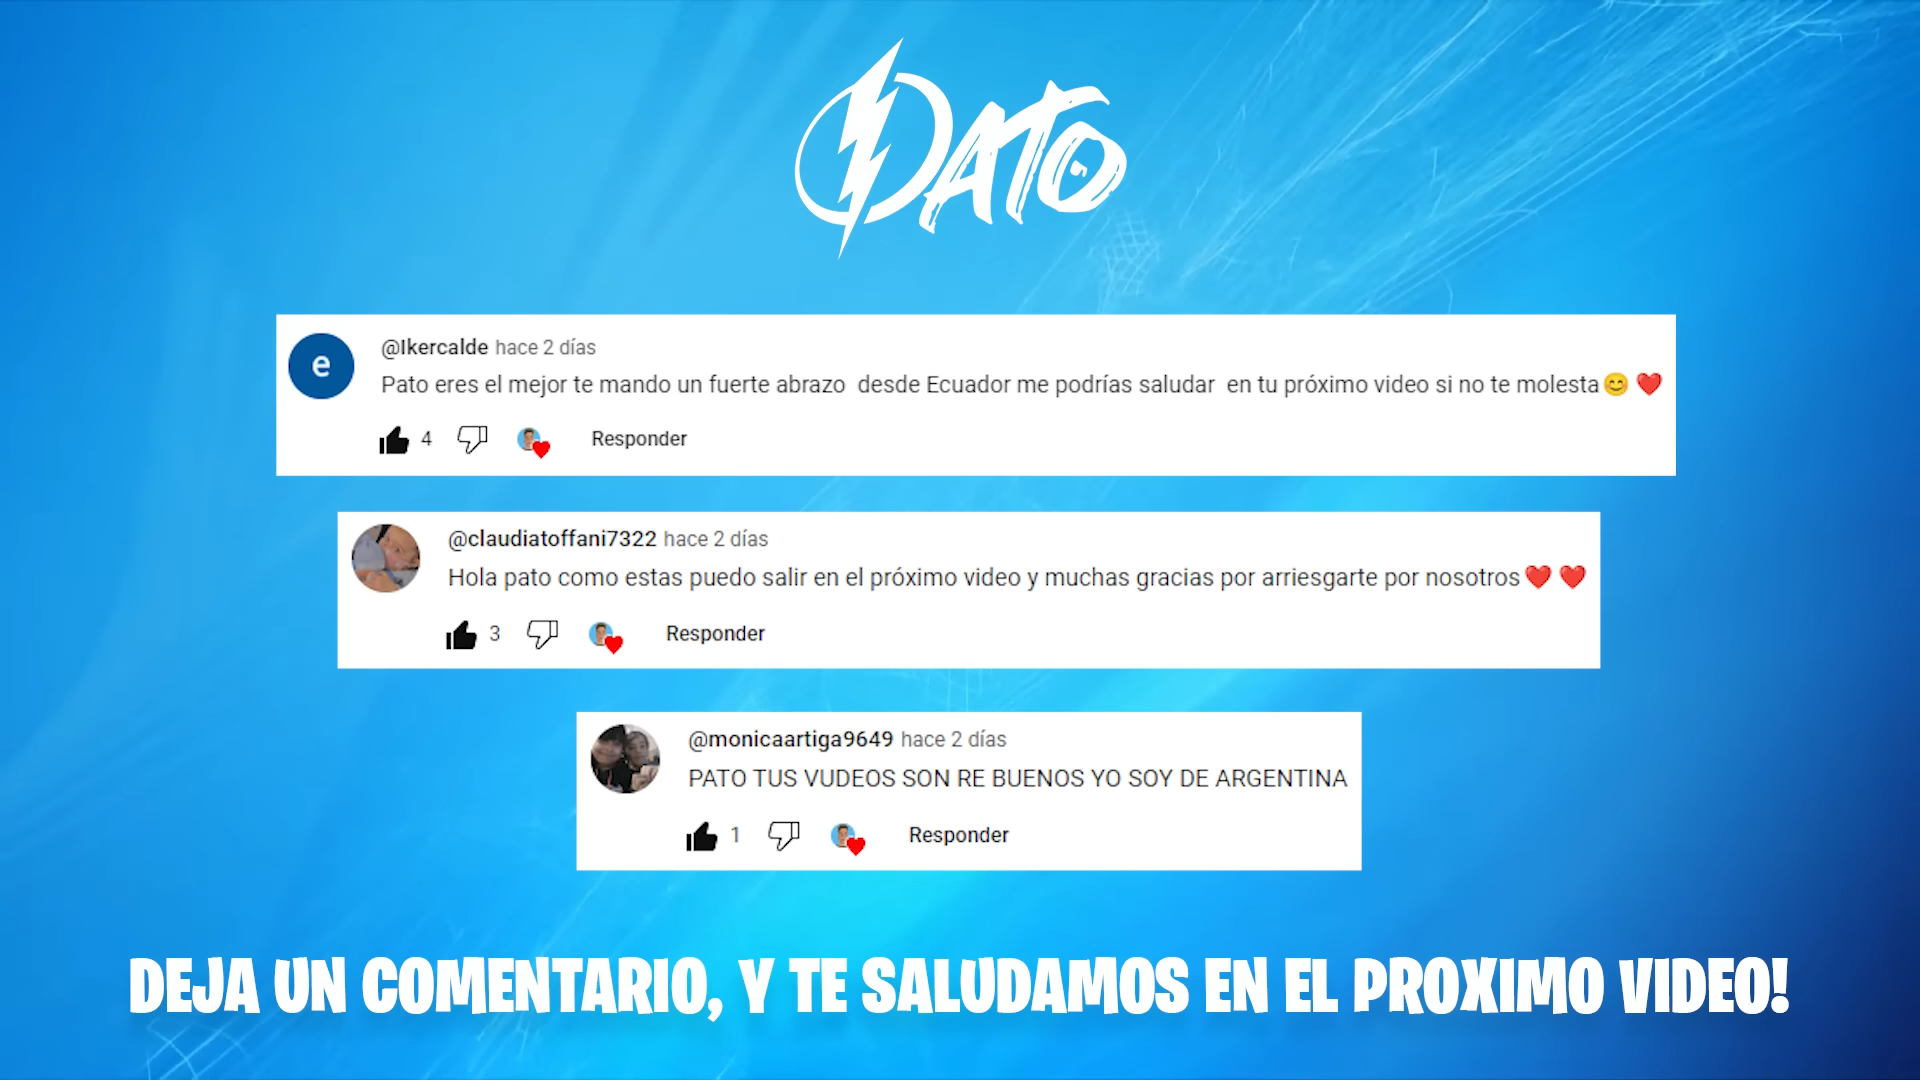 PATO
e
@Ikercalde hace 2 días
Pato eres el mejor te mando un fuerte abrazo  desde Ecuador me podrías saludar  en tu próximo video si no te molesta😊 ❤️
4 Responder
@claudiatoffani7322 hace 2 días
Hola pato como estas puedo salir en el próximo video y muchas gracias por arriesgarte por nosotros❤️ ❤️
3 Responder
@monicaartiga9649 hace 2 días
PATO TUS VUDEOS SON RE BUENOS YO SOY DE ARGENTINA
1 Responder
DEJA UN COMENTARIO, Y TE SALUDAMOS EN EL PROXIMO VIDEO!